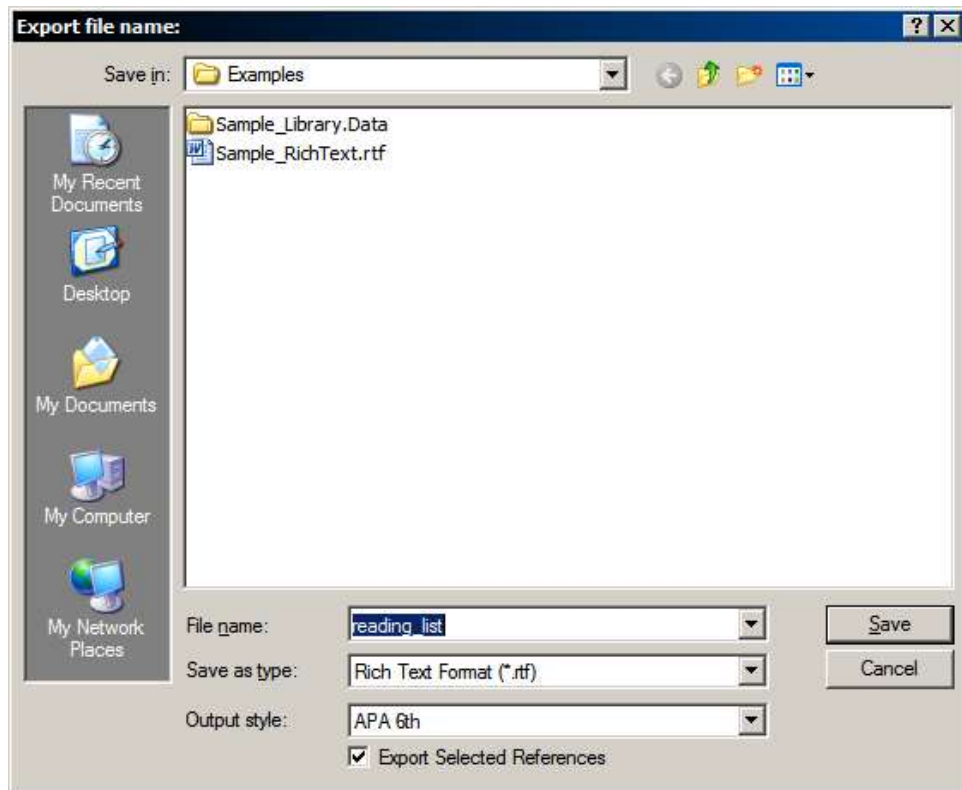 Export file name:
Save in: Examples
Sample_Library.Data
Sample_RichText.rtf
My Recent
Documents
Desktop
My Documents
My Computer
My Network
Places
File name: reading_list Save
Save as type: Rich Text Format (*.rtf) Cancel
Output style: APA 6th
Export Selected References